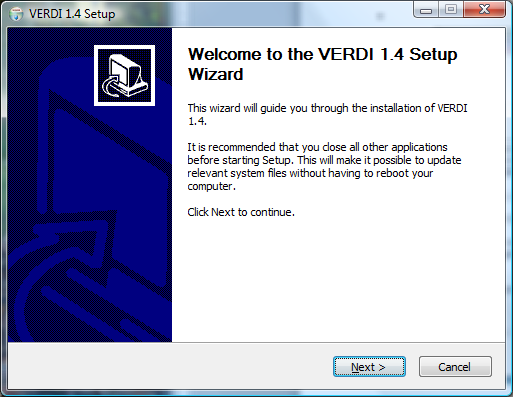 VERDI 1.4 Setup
Welcome to the VERDI 1.4 Setup
Wizard
This wizard will guide you through the installation of VERDI
1.4.
It is recommended that you close all other applications
before starting Setup. This will make it possible to update
relevant system files without having to reboot your
computer.
Click Next to continue.
Next >
Cancel